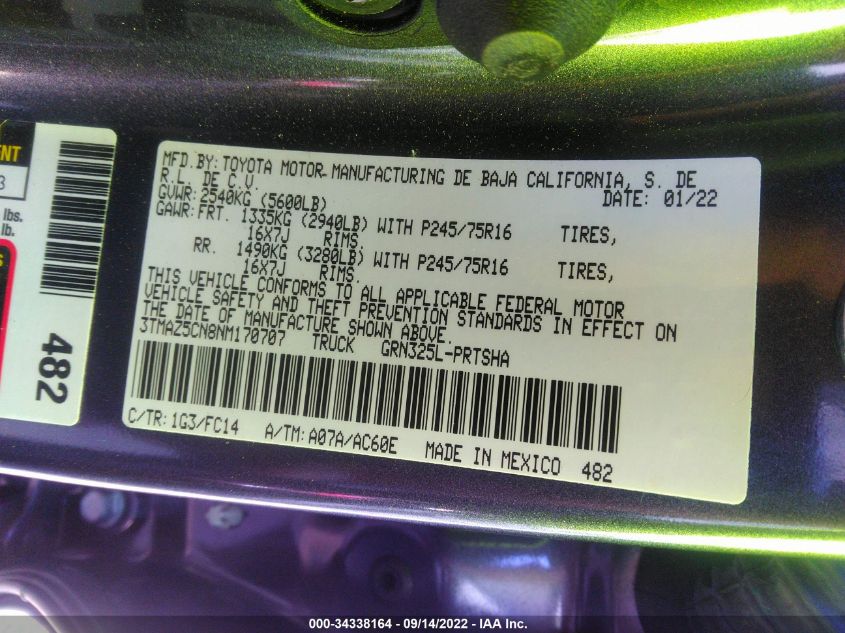 ENT
3
lbs.
lb.
S
482
MFD.BY: TOYOTA MOTOR MANUFACTURING DE BAJA CALIFORNIA, S. DE
R.L. DE C.V. DATE: 01/22
GVWR: 2540KG (5600LB)
GAWR: FRT. 1335KG (2940LB) WITH P245/75R16 TIRES,
16X7J RIMS.
RR. 1490KG (3280LB) WITH P245/75R16 TIRES,
16X7J RIMS.
THIS VEHICLE CONFORMS TO ALL APPLICABLE FEDERAL MOTOR
VEHICLE SAFETY AND THEFT PREVENTION STANDARDS IN EFFECT ON
THE DATE OF MANUFACTURE SHOWN ABOVE.
3TMAZ5CN8NM170707 TRUCK GRN325L-PRTSHA
C/TR: 1G3/FC14 A/TM: A07A/AC60E MADE IN MEXICO 482
000-34338164 - 09/14/2022 - IAA Inc.